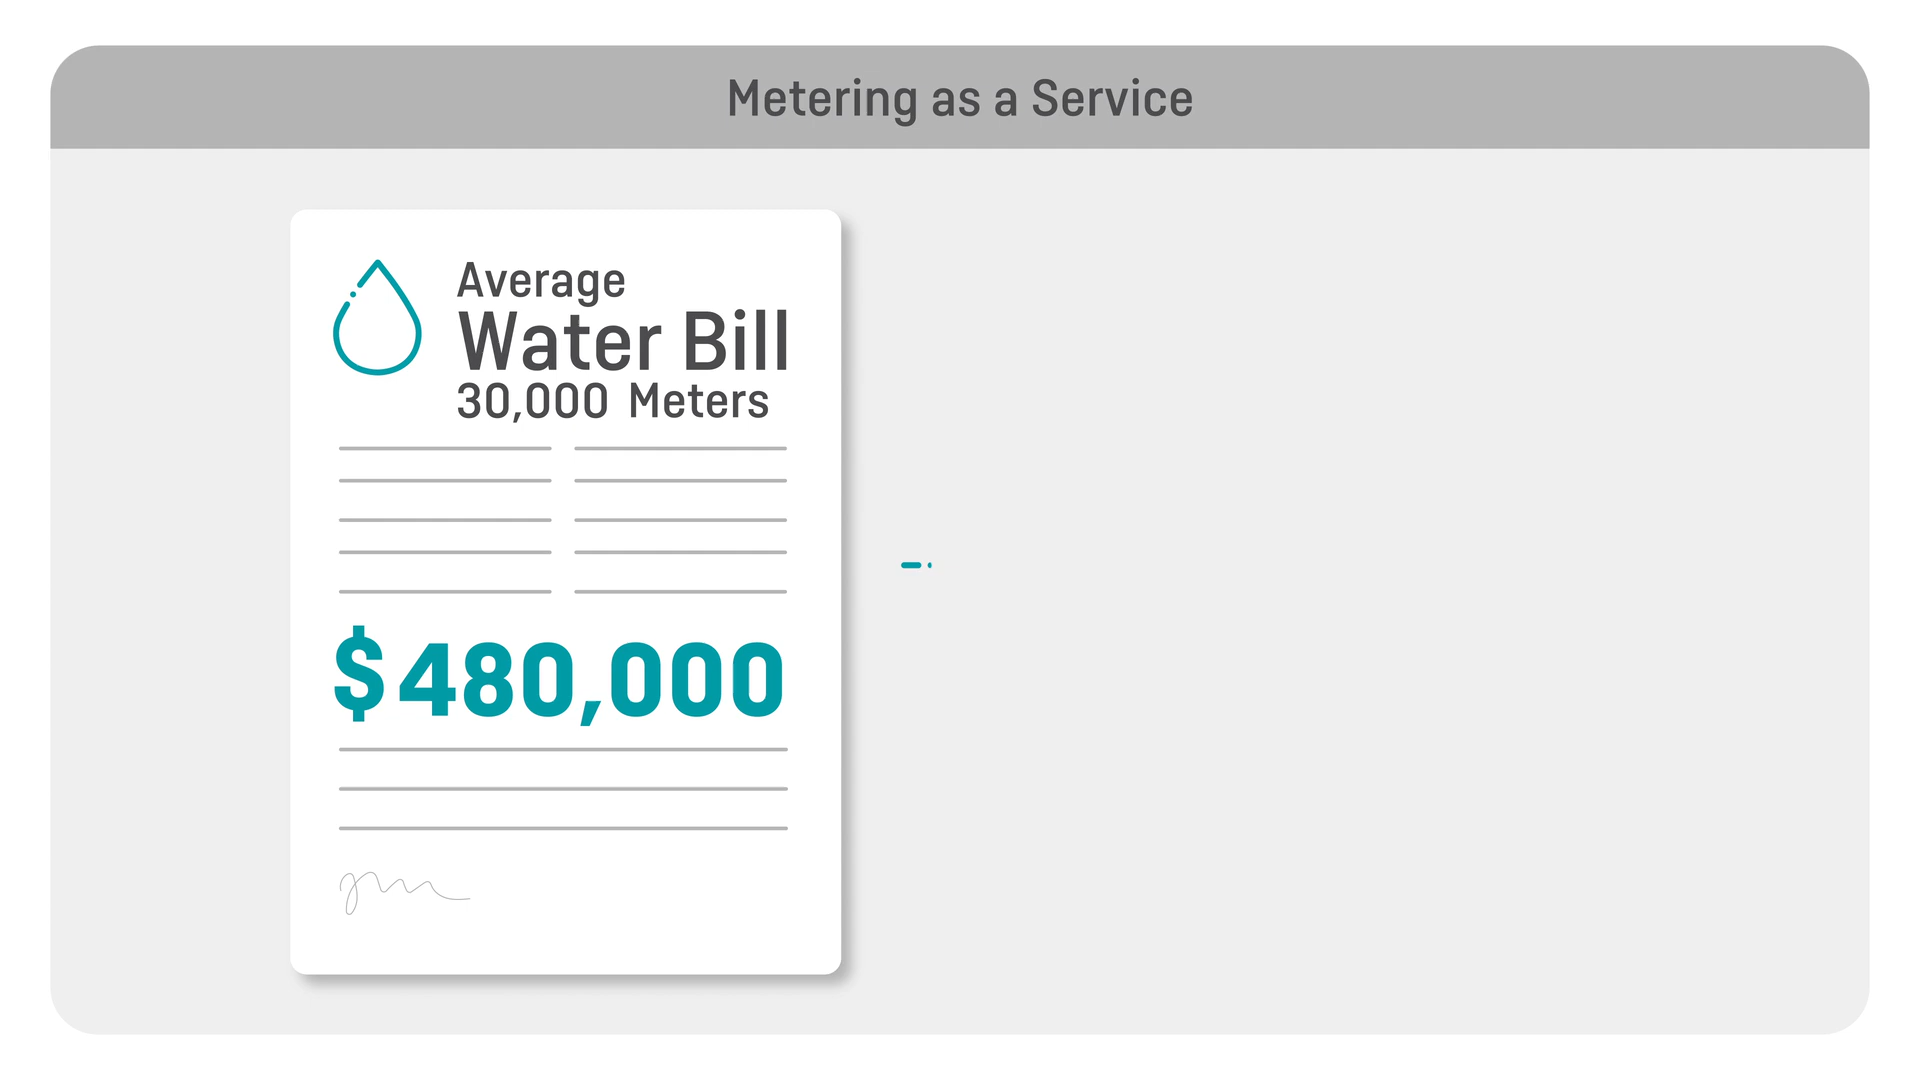 Metering as a Service
Average
Water Bill
30,000 Meters
$480,000